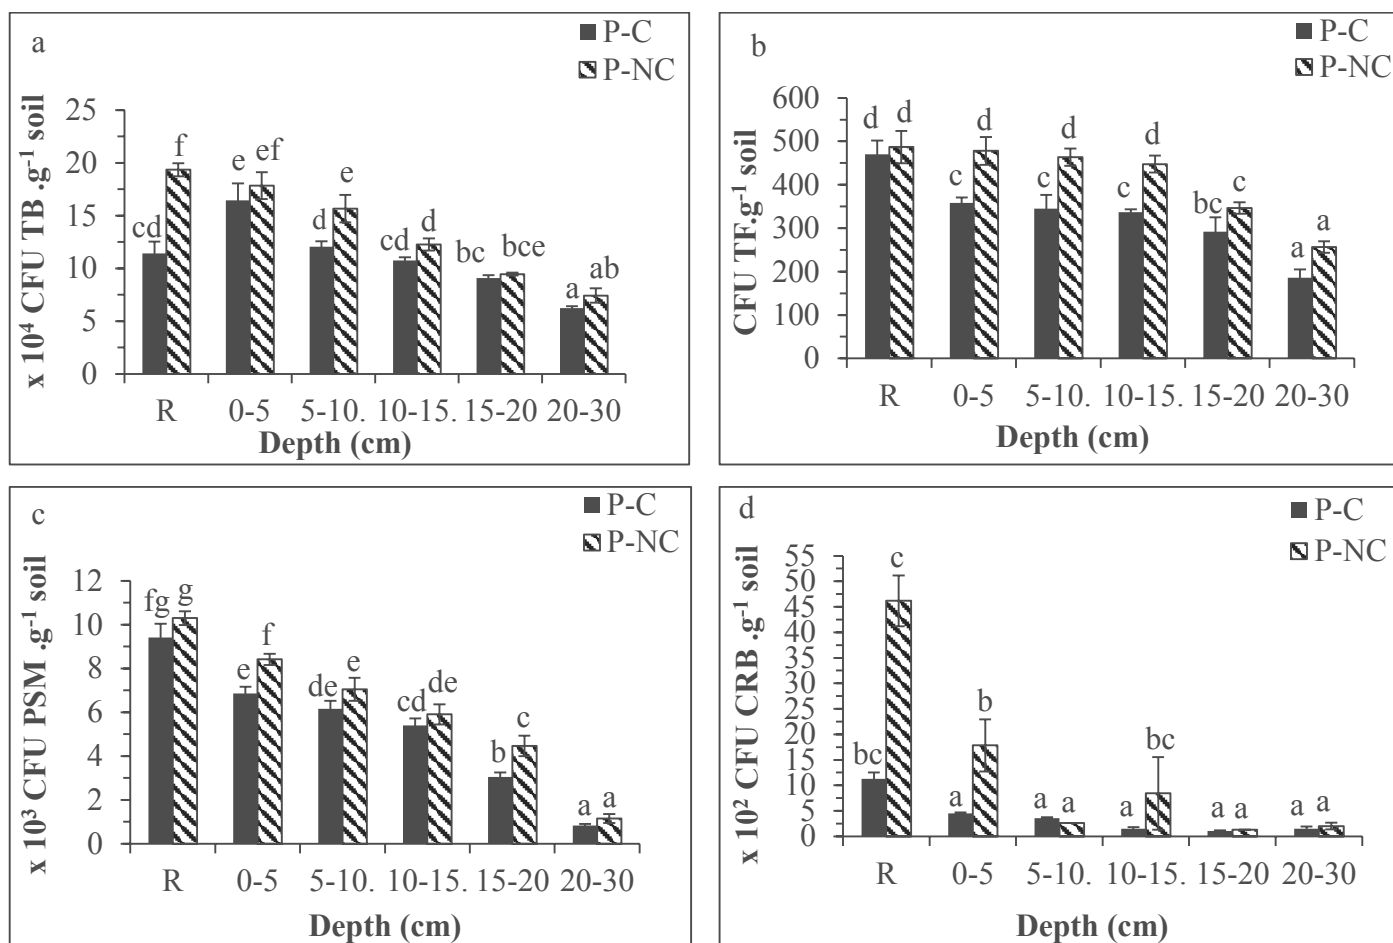 a
P-C
P-NC
x 10⁴ CFU TB .g⁻¹ soil
25
20
15
10
5
0
cd f e ef e d cd d bc bce a ab
R 0-5 5-10. 10-15. 15-20 20-30
Depth (cm)
b
P-C
P-NC
CFU TF.g⁻¹ soil
600
500
400
300
200
100
0
d d c d c d c d bc c a a
R 0-5 5-10. 10-15. 15-20 20-30
Depth (cm)
c
P-C
P-NC
x 10³ CFU PSM .g⁻¹ soil
12
10
8
6
4
2
0
fg g e f de e cd de b c a a
R 0-5 5-10. 10-15. 15-20 20-30
Depth (cm)
d
P-C
P-NC
x 10² CFU CRB .g⁻¹ soil
55
50
45
40
35
30
25
20
15
10
5
0
bc c a b a a a bc a a a a
R 0-5 5-10. 10-15. 15-20 20-30
Depth (cm)